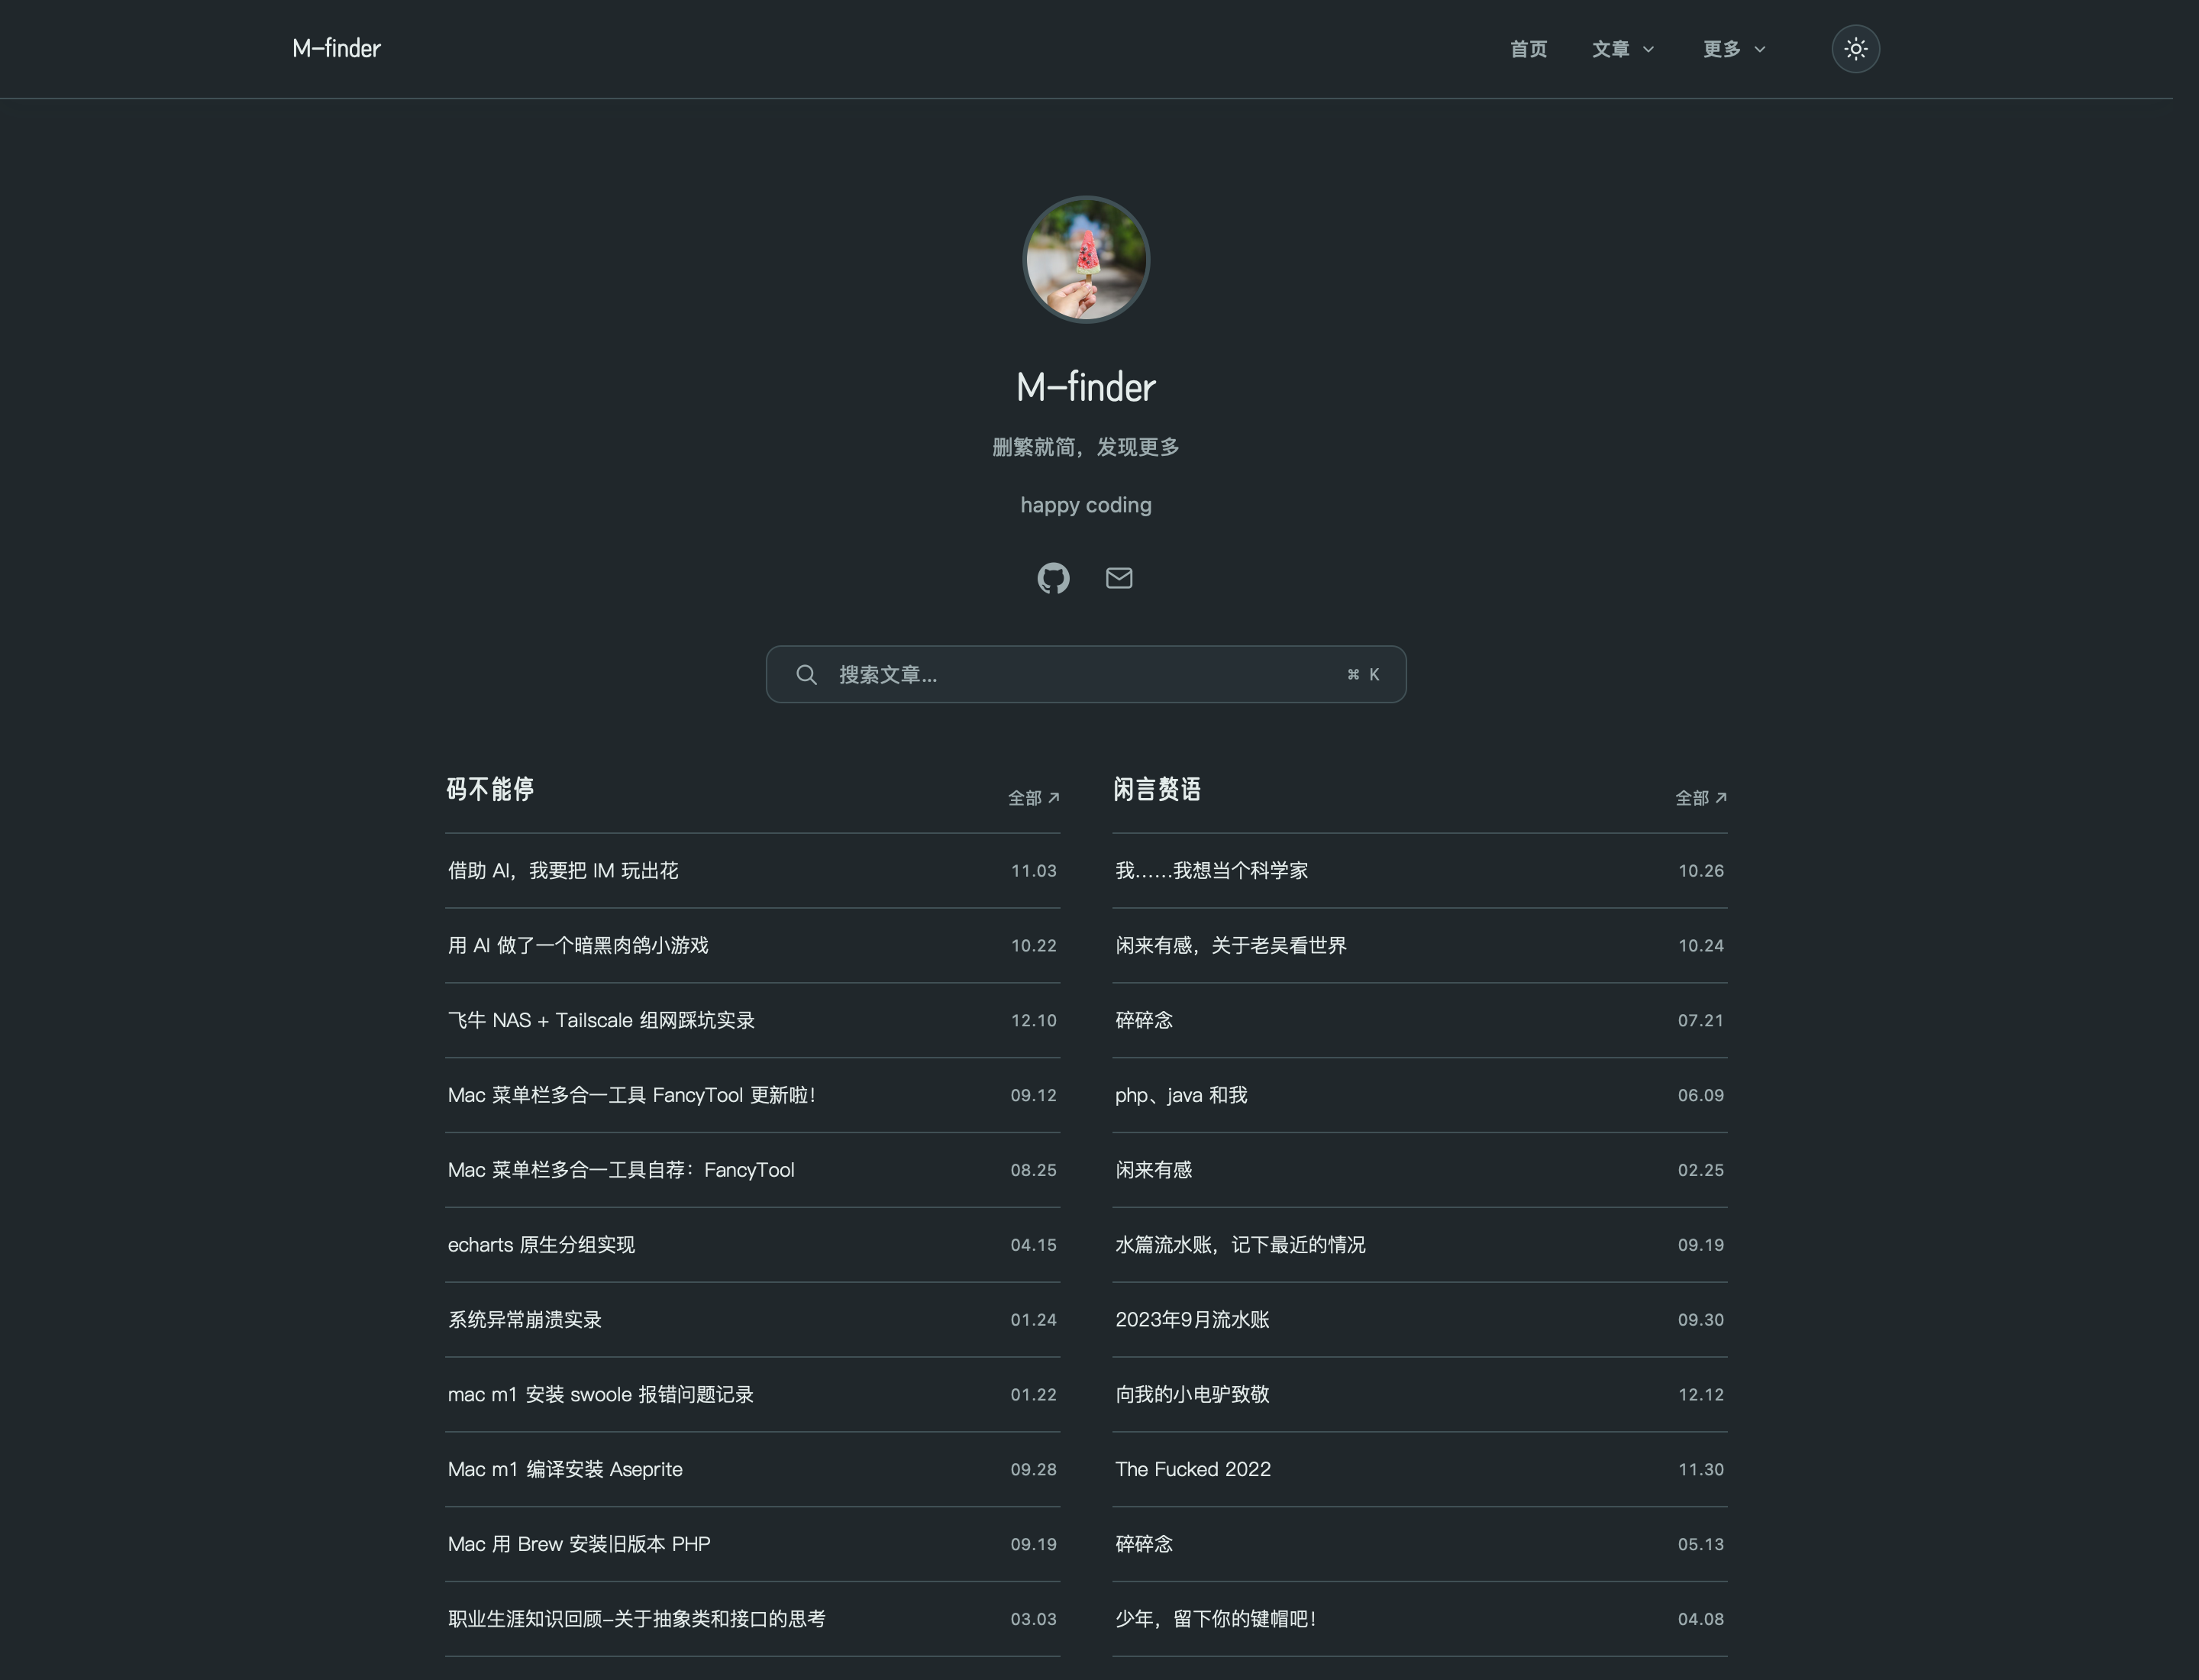 M-finder
首页 文章 更多
M-finder
删繁就简，发现更多
happy coding
搜索文章... ⌘ K
码不能停 全部
借助 AI，我要把 IM 玩出花 11.03
用 AI 做了一个暗黑肉鸽小游戏 10.22
飞牛 NAS + Tailscale 组网踩坑实录 12.10
Mac 菜单栏多合一工具 FancyTool 更新啦！ 09.12
Mac 菜单栏多合一工具自荐：FancyTool 08.25
echarts 原生分组实现 04.15
系统异常崩溃实录 01.24
mac m1 安装 swoole 报错问题记录 01.22
Mac m1 编译安装 Aseprite 09.28
Mac 用 Brew 安装旧版本 PHP 09.19
职业生涯知识回顾-关于抽象类和接口的思考 03.03
闲言赘语 全部
我……我想当个科学家 10.26
闲来有感，关于老吴看世界 10.24
碎碎念 07.21
php、java 和我 06.09
闲来有感 02.25
水篇流水账，记下最近的情况 09.19
2023年9月流水账 09.30
向我的小电驴致敬 12.12
The Fucked 2022 11.30
碎碎念 05.13
少年，留下你的键帽吧！ 04.08